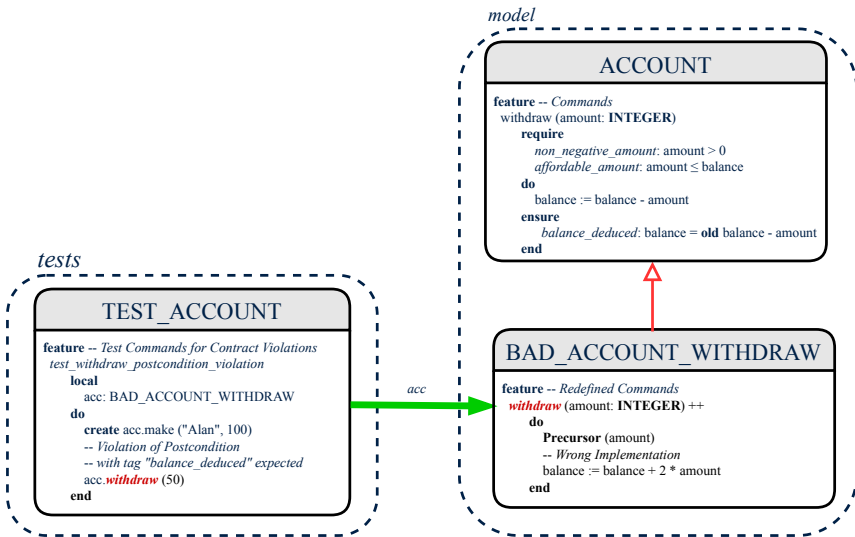 model
ACCOUNT
feature -- Commands
withdraw (amount: INTEGER)
require
non_negative_amount: amount > 0
affordable_amount: amount ≤ balance
do
balance := balance - amount
ensure
balance_deduced: balance = old balance - amount
end
tests
TEST_ACCOUNT
feature -- Test Commands for Contract Violations
test_withdraw_postcondition_violation
local
acc: BAD_ACCOUNT_WITHDRAW
do
create acc.make ("Alan", 100)
-- Violation of Postcondition
-- with tag "balance_deduced" expected
acc.withdraw (50)
end
acc
BAD_ACCOUNT_WITHDRAW
feature -- Redefined Commands
withdraw (amount: INTEGER) ++
do
Precursor (amount)
-- Wrong Implementation
balance := balance + 2 * amount
end